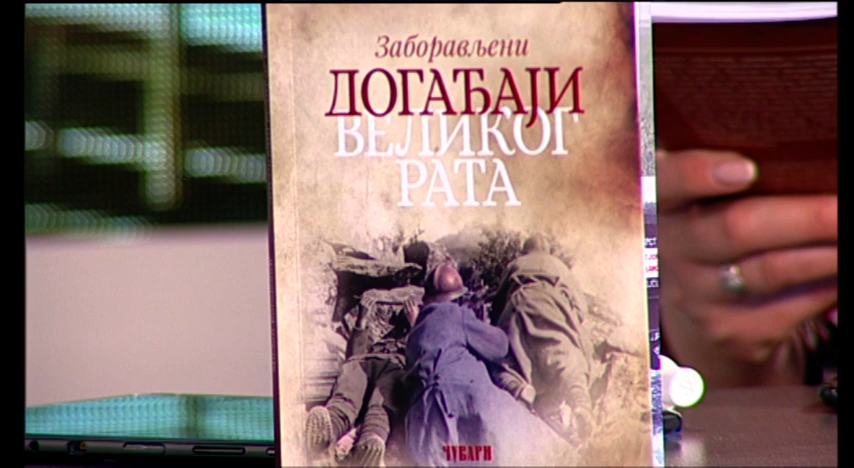 Заборављени
ДОГАЂАЈИ
ВЕЛИКОГ
РАТА
ЧУВАРИ